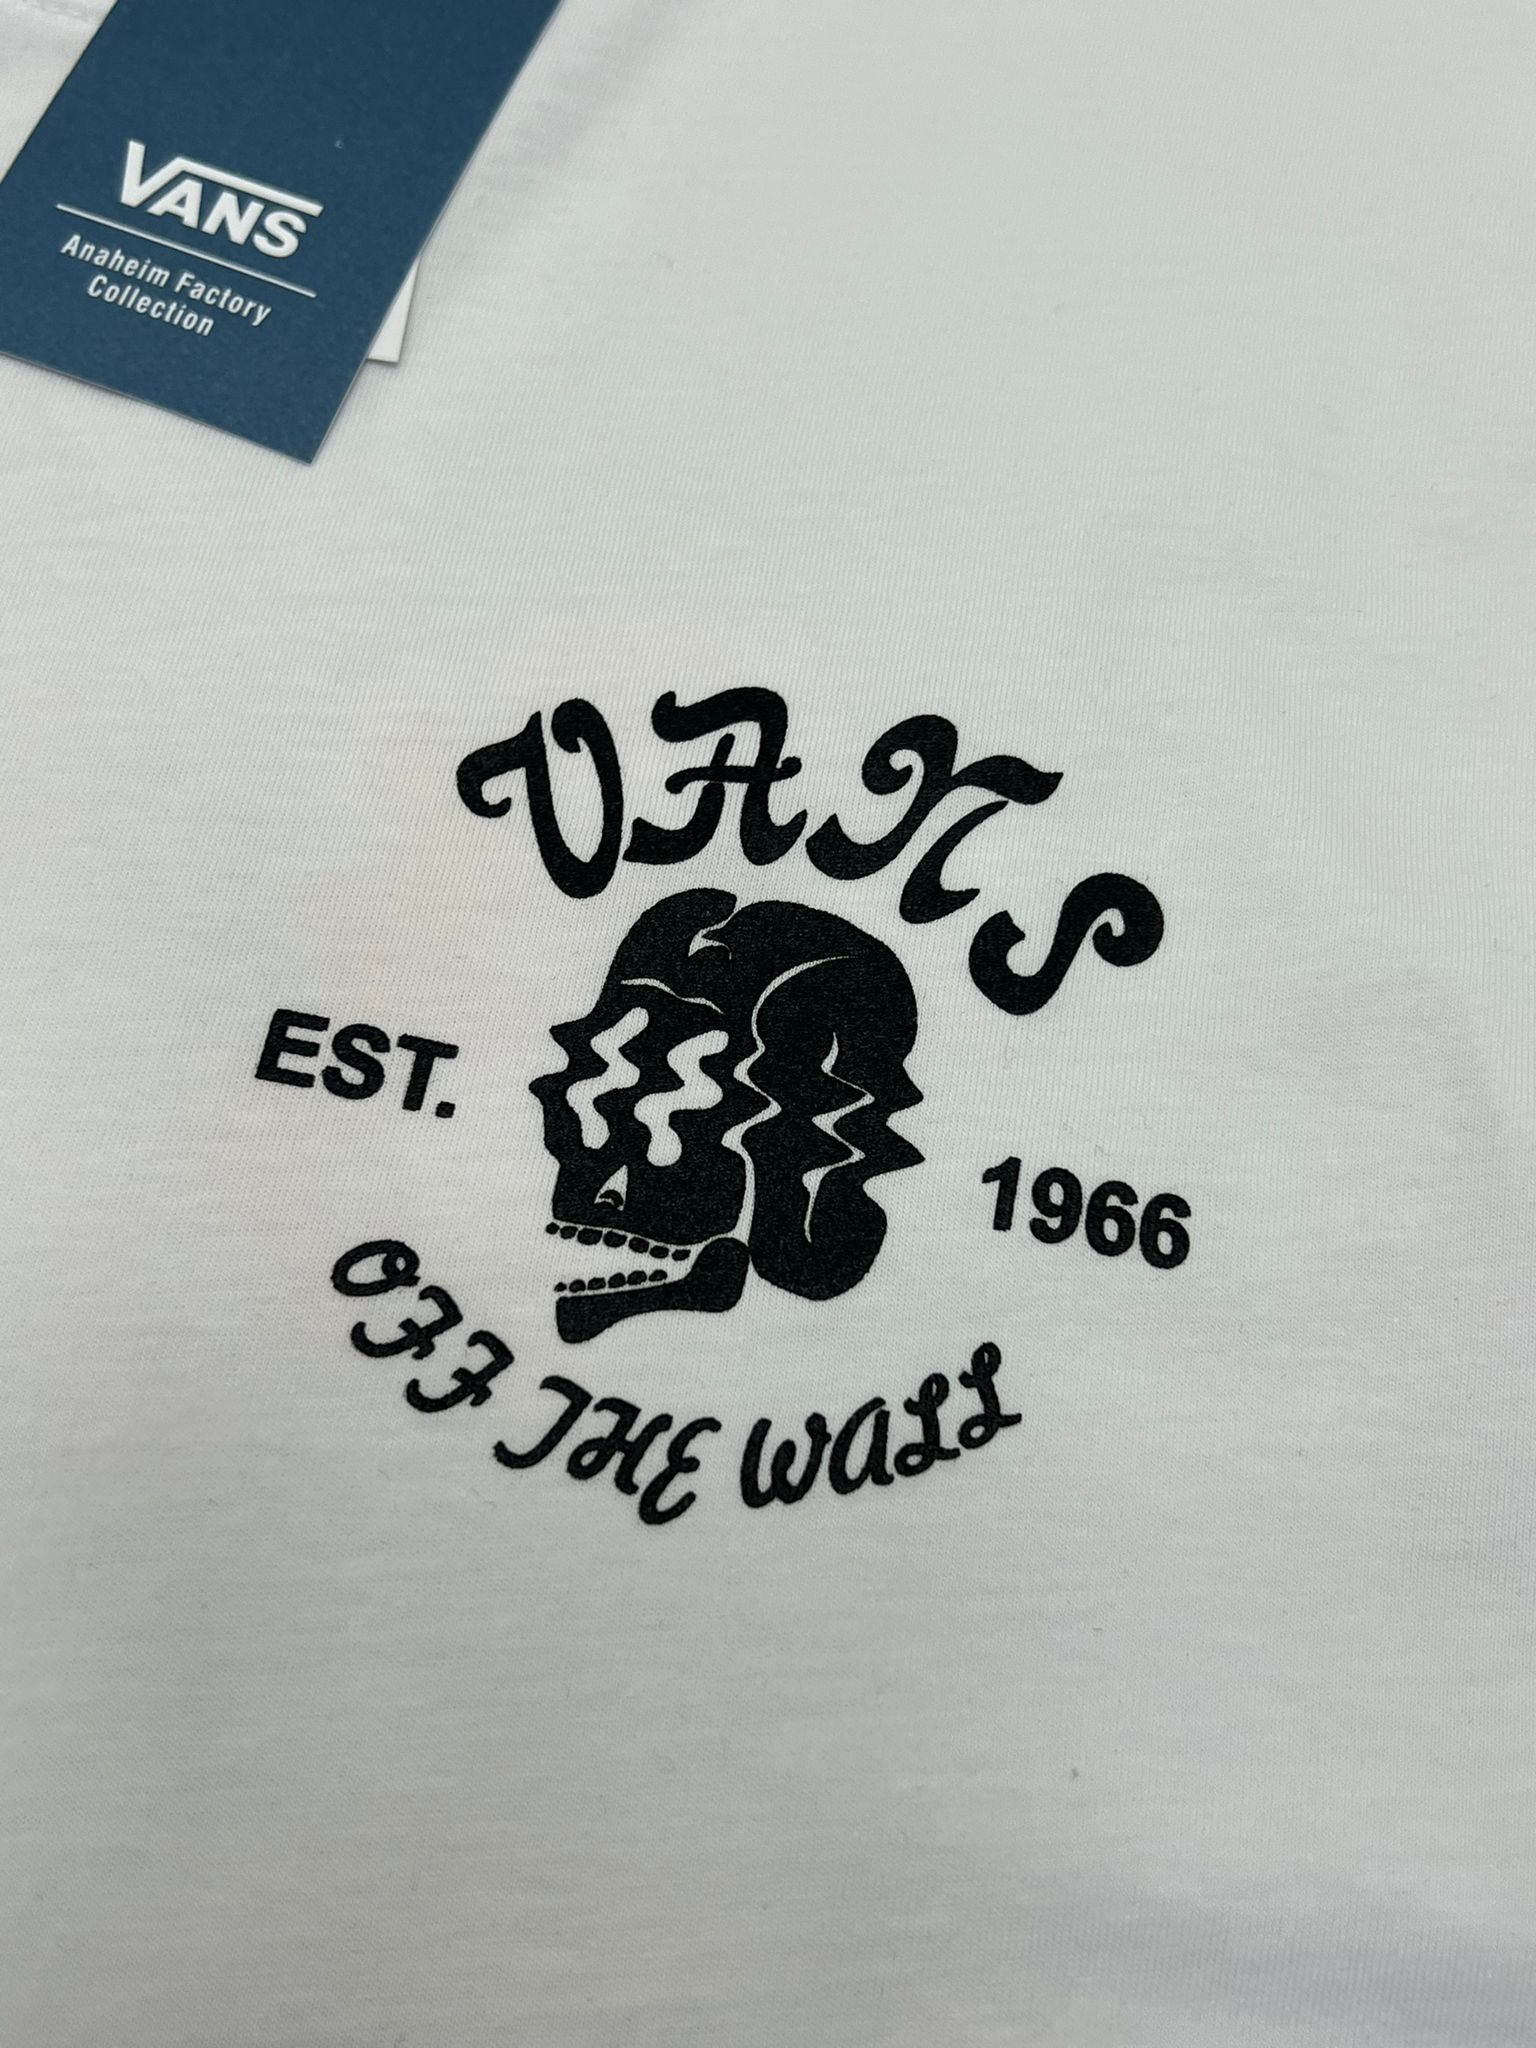 VANS
Anaheim Factory
Collection
VANS
EST.
1966
OFF THE WALL